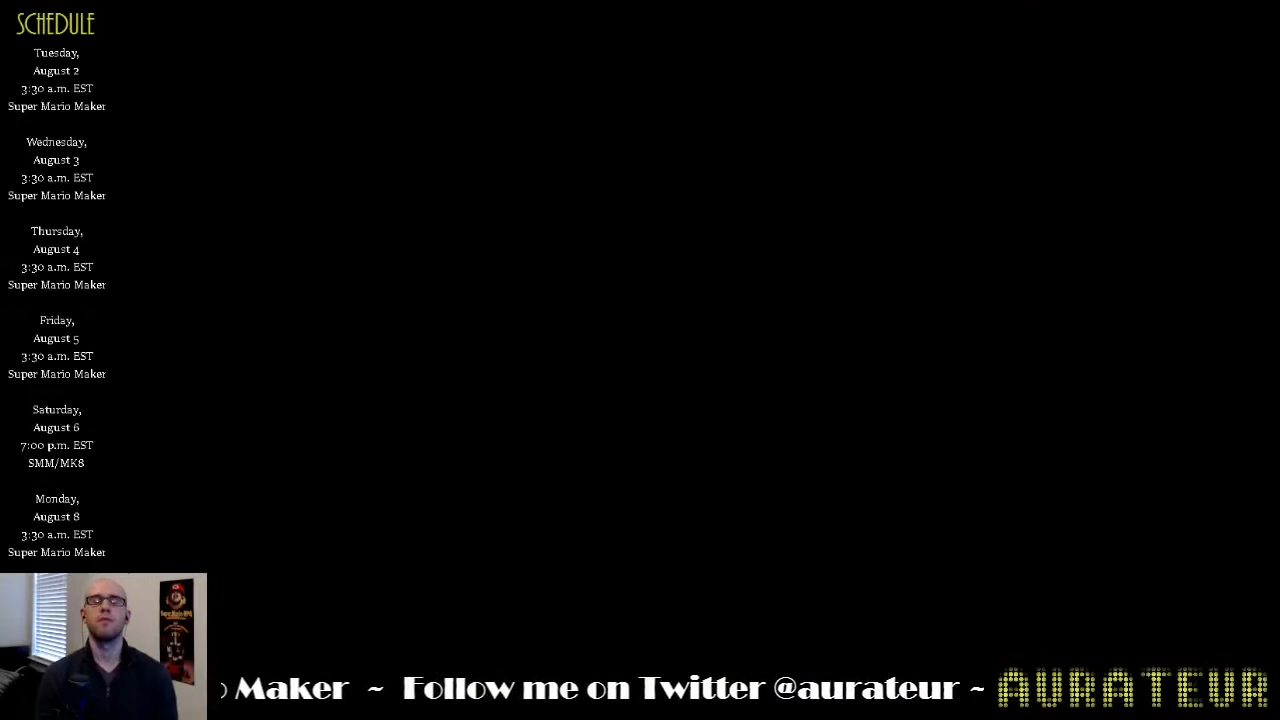 SCHEDULE
Tuesday,
August 2
3:30 a.m. EST
Super Mario Maker
Wednesday,
August 3
3:30 a.m. EST
Super Mario Maker
Thursday,
August 4
3:30 a.m. EST
Super Mario Maker
Friday,
August 5
3:30 a.m. EST
Super Mario Maker
Saturday,
August 6
7:00 p.m. EST
SMM/MK8
Monday,
August 8
3:30 a.m. EST
Super Mario Maker
Super Mario RPG
Maker ~ Follow me on Twitter @aurateur ~
AURATEUR